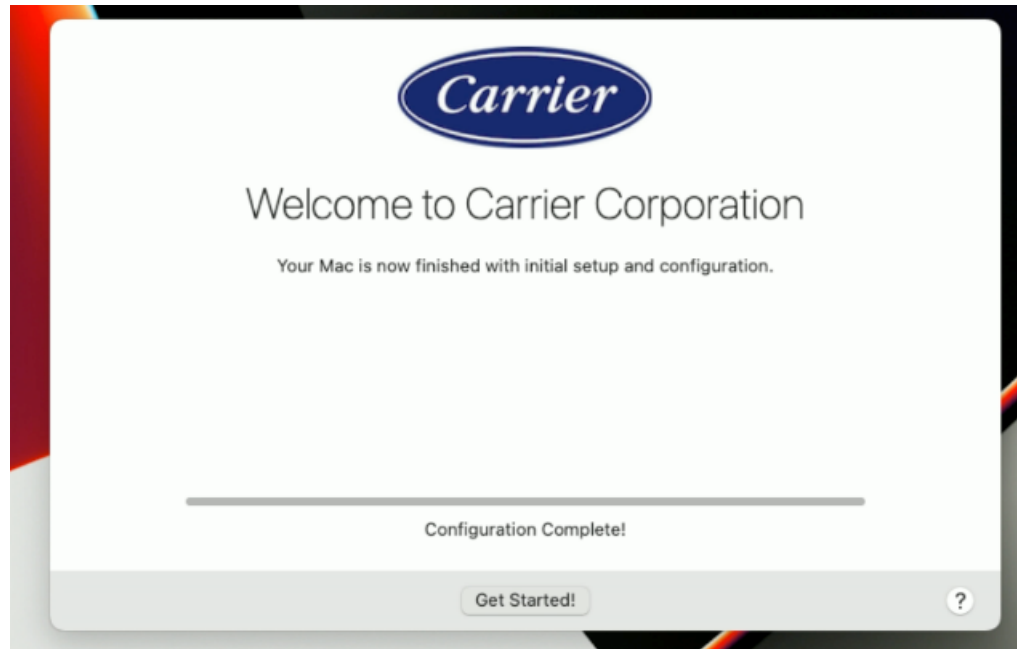 Carrier
Welcome to Carrier Corporation
Your Mac is now finished with initial setup and configuration.
Configuration Complete!
Get Started!
?